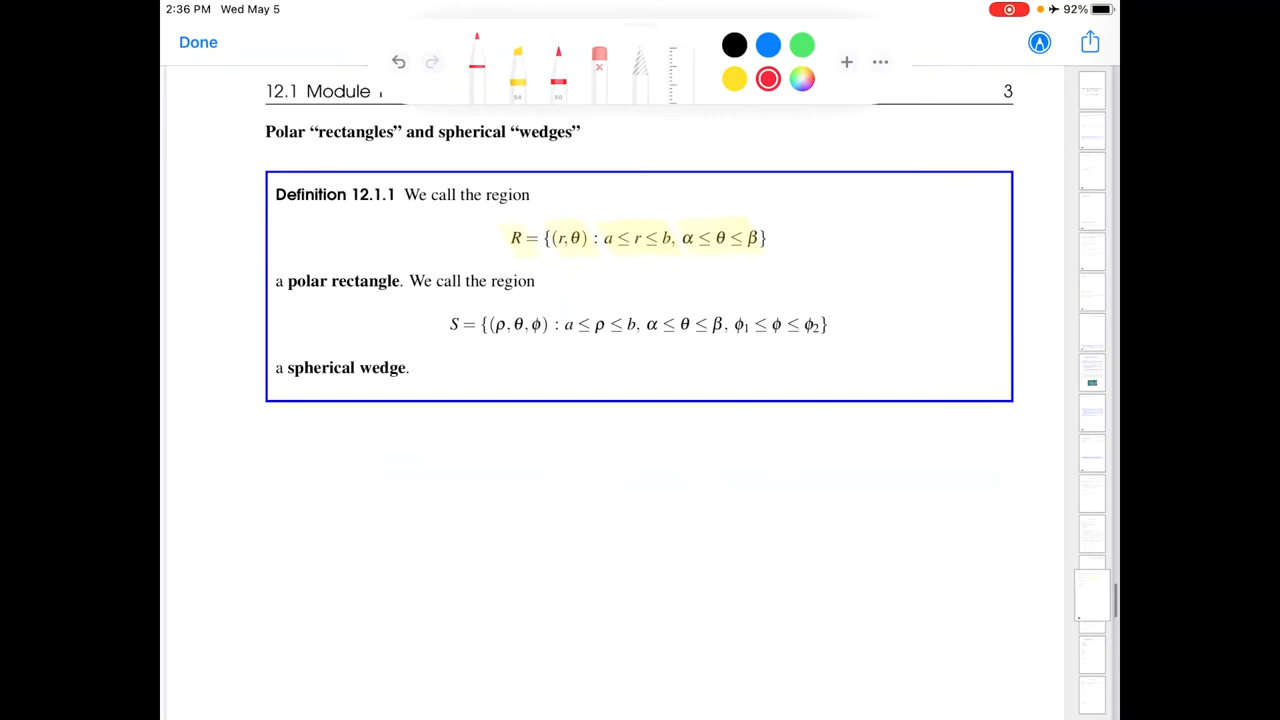 2:36 PM Wed May 5
92%
Done
12.1 Module
3
Polar “rectangles” and spherical “wedges”
Definition 12.1.1 We call the region
R = {(r, θ) : a ≤ r ≤ b, α ≤ θ ≤ β}
a polar rectangle. We call the region
S = {(ρ, θ, ϕ) : a ≤ ρ ≤ b, α ≤ θ ≤ β, ϕ₁ ≤ ϕ ≤ ϕ₂}
a spherical wedge.